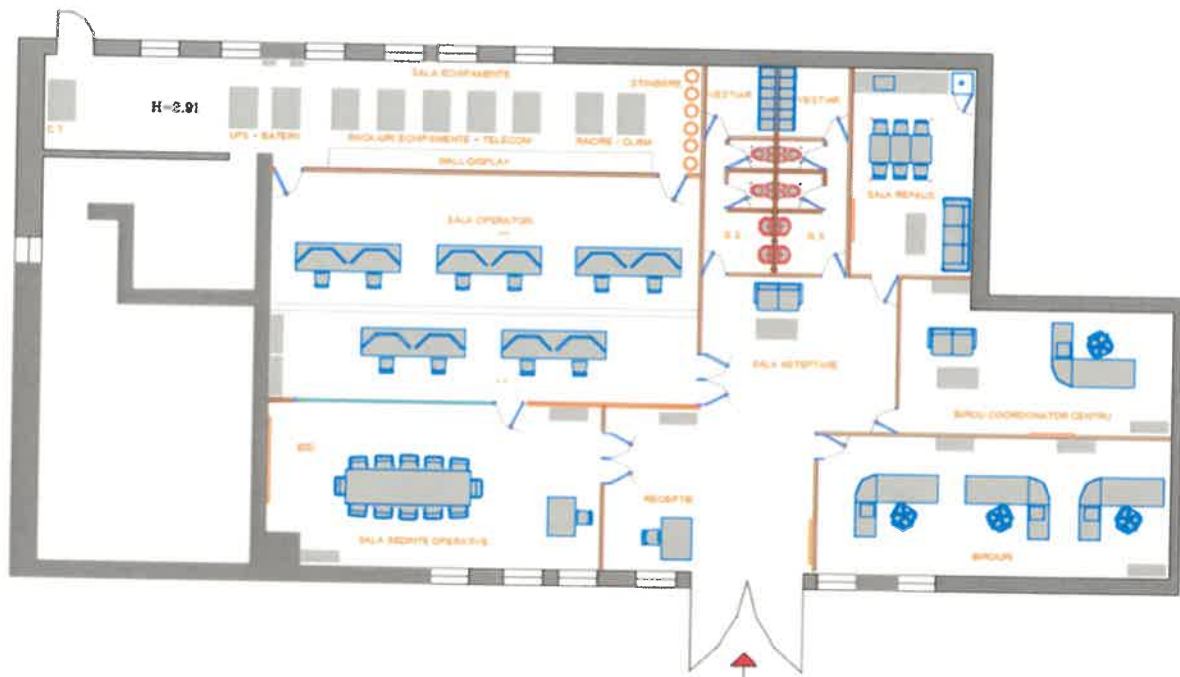 SALA ECHIPAMENTE
STINGERE
VESTIAR
VESTIAR
H=2.91
C.T.
UPS + BATERII
RACK-URI ECHIPAMENTE + TELECOM
RACIRE / CLIMA
WALL-DISPLAY
SALA REPAUS
SALA OPERATORI
G.S.
G.S.
SALA ASTEPTARE
BIROU COORDONATOR CENTRU
RECEPTIE
SALA SEDINTE OPERATIVE
BIROURI